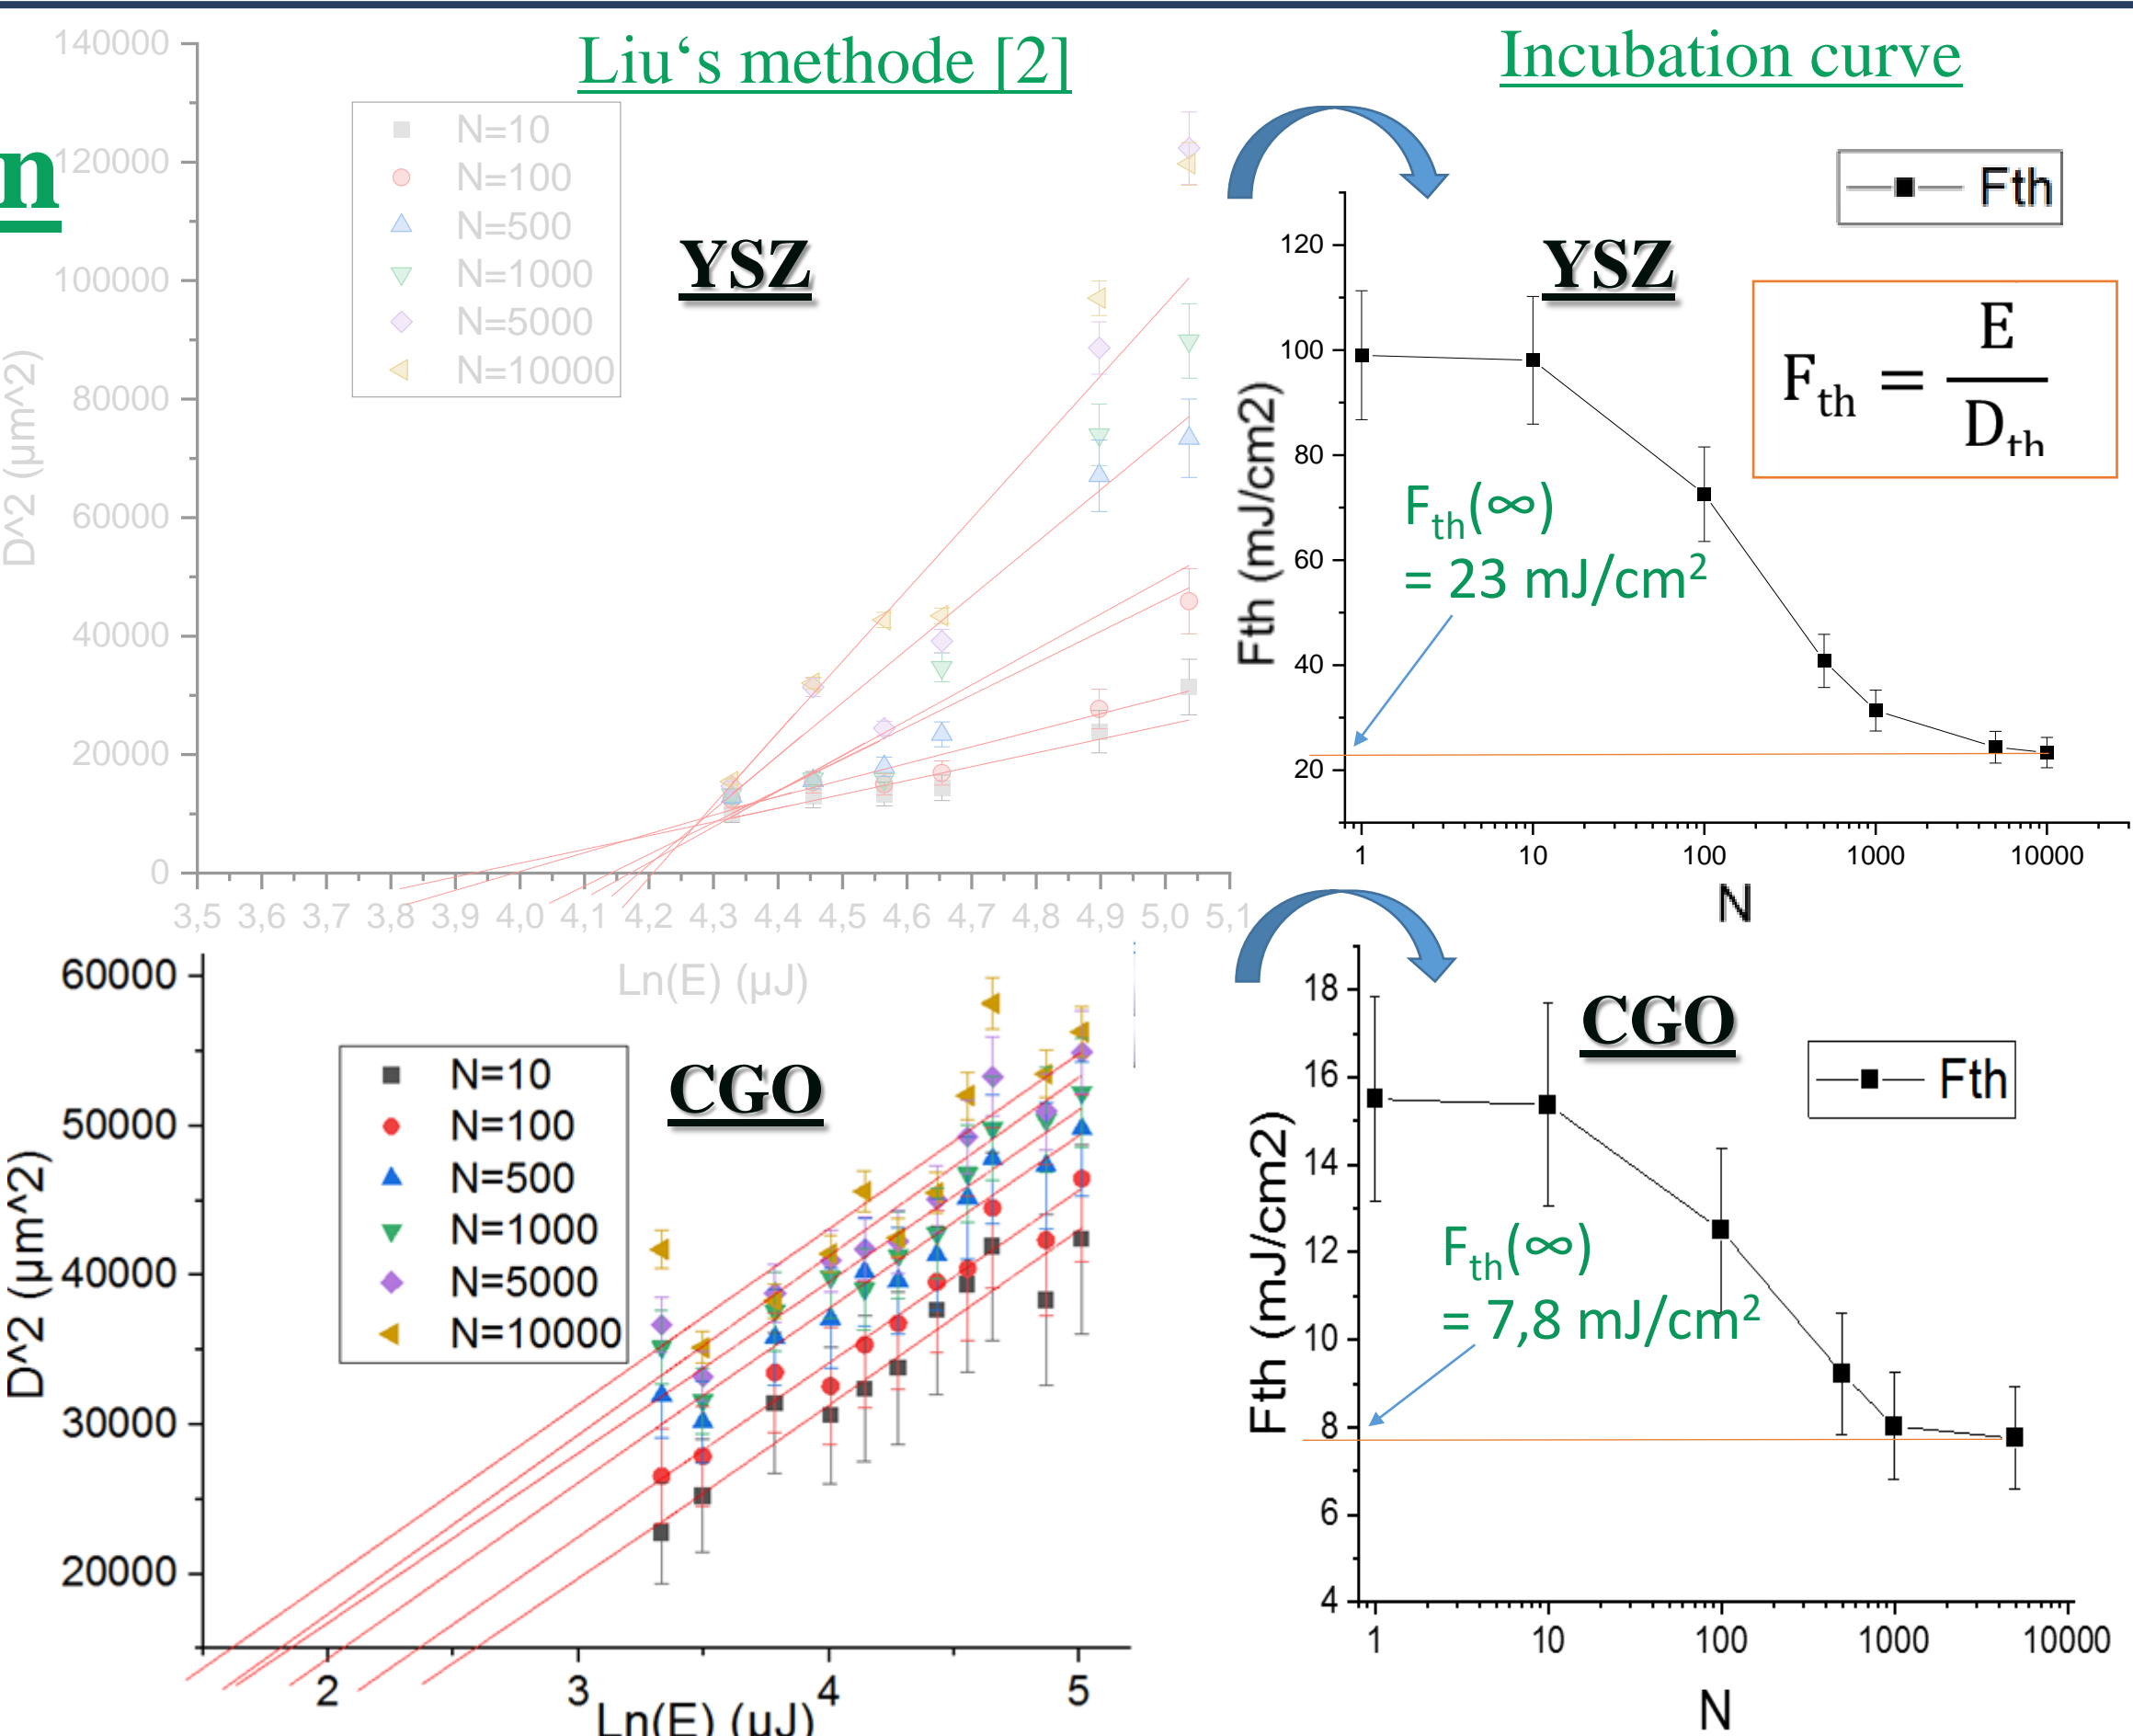 n
Liu‘s methode [2]
Incubation curve
140000
120000
100000
80000
60000
40000
20000
0
D^2 (µm^2)
N=10
N=100
N=500
N=1000
N=5000
N=10000
YSZ
3,5 3,6 3,7 3,8 3,9 4,0 4,1 4,2 4,3 4,4 4,5 4,6 4,7 4,8 4,9 5,0 5,1
Ln(E) (µJ)
Fth
YSZ
F_th = E / D_th
120
100
80
60
40
20
Fth (mJ/cm2)
F_th(∞)
= 23 mJ/cm²
1 10 100 1000 10000
N
60000
50000
40000
30000
20000
D^2 (µm^2)
N=10
N=100
N=500
N=1000
N=5000
N=10000
CGO
2 3 4 5
Ln(E) (µJ)
18
16
14
12
10
8
6
4
Fth (mJ/cm2)
CGO
Fth
F_th(∞)
= 7,8 mJ/cm²
1 10 100 1000 10000
N